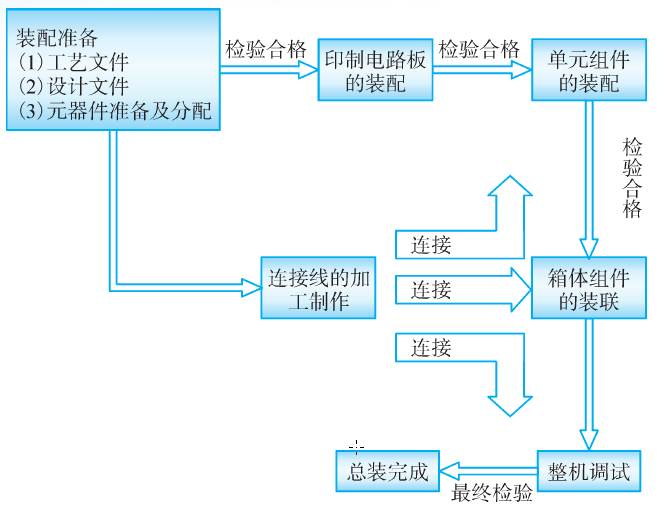 装配准备
(1)工艺文件
(2)设计文件
(3)元器件准备及分配
检验合格
印制电路板
的装配
检验合格
单元组件
的装配
检验合格
连接
连接线的加
工制作
连接
箱体组件
的装联
连接
总装完成
最终检验
整机调试